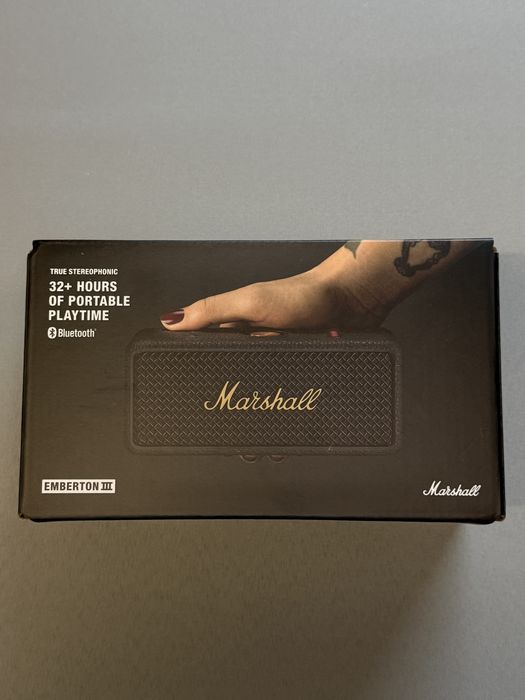 TRUE STEREOPHONIC
32+ HOURS
OF PORTABLE
PLAYTIME
Bluetooth®
Marshall
EMBERTON III
Marshall